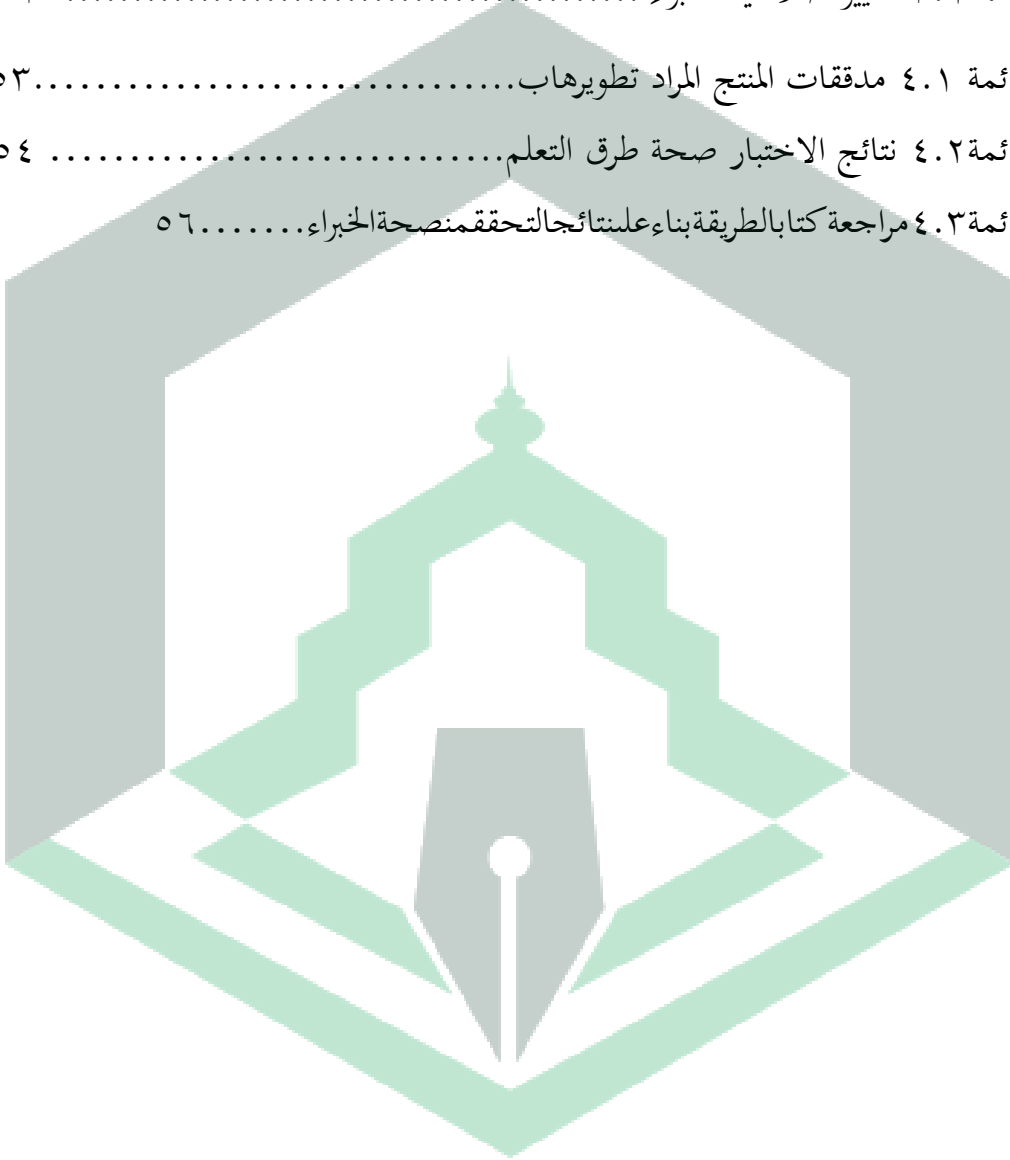 ئمة ٤.١ مدققات المنتج المراد تطويرهاب.................................٥٣
ئمة٤.٢ نتائج الاختبار صحة طرق التعلم............................. ٥٤
ئمة٤.٣ مراجعة كتابالطريقةبناءعلىنتائجالتحققمنصحةالخبراء.......٥٦